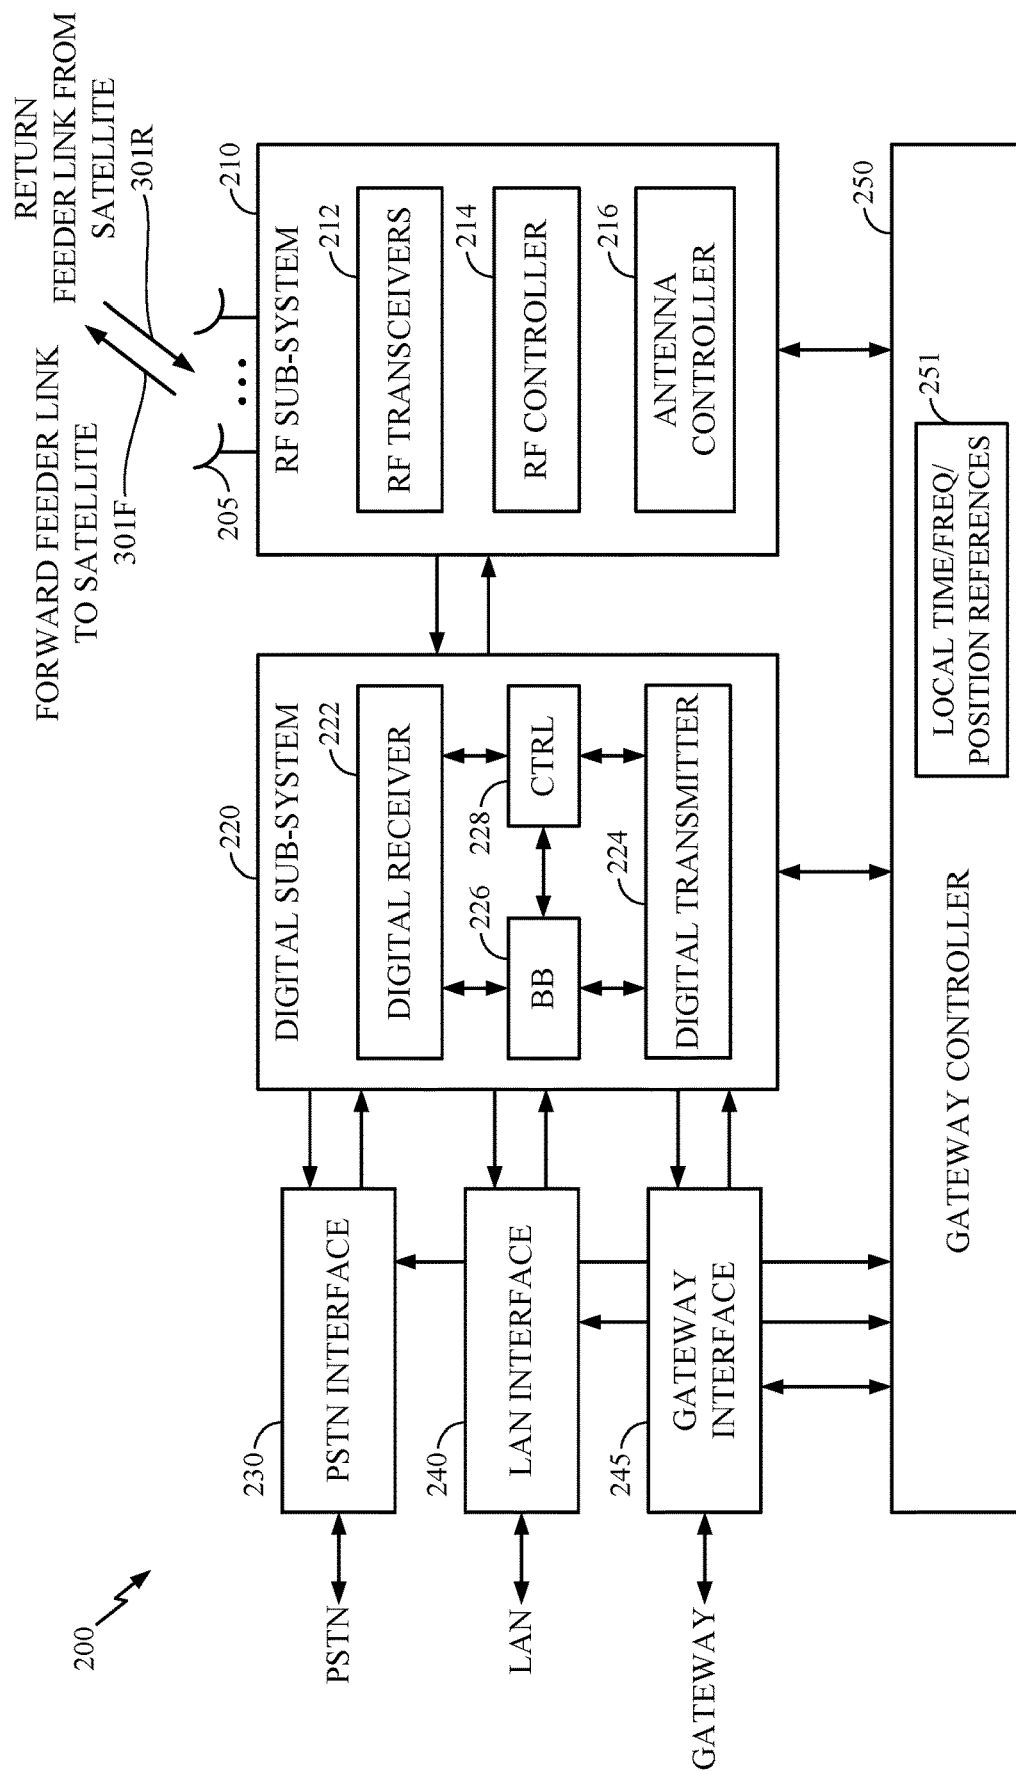 200
FORWARD FEEDER LINK
TO SATELLITE
301F
RETURN
FEEDER LINK FROM
SATELLITE
301R
205
PSTN
230
PSTN INTERFACE
LAN
240
LAN INTERFACE
GATEWAY
245
GATEWAY
INTERFACE
220
DIGITAL SUB-SYSTEM
222
DIGITAL RECEIVER
226
BB
228
CTRL
224
DIGITAL TRANSMITTER
210
RF SUB-SYSTEM
212
RF TRANSCEIVERS
214
RF CONTROLLER
216
ANTENNA
CONTROLLER
250
GATEWAY CONTROLLER
251
LOCAL TIME/FREQ/
POSITION REFERENCES